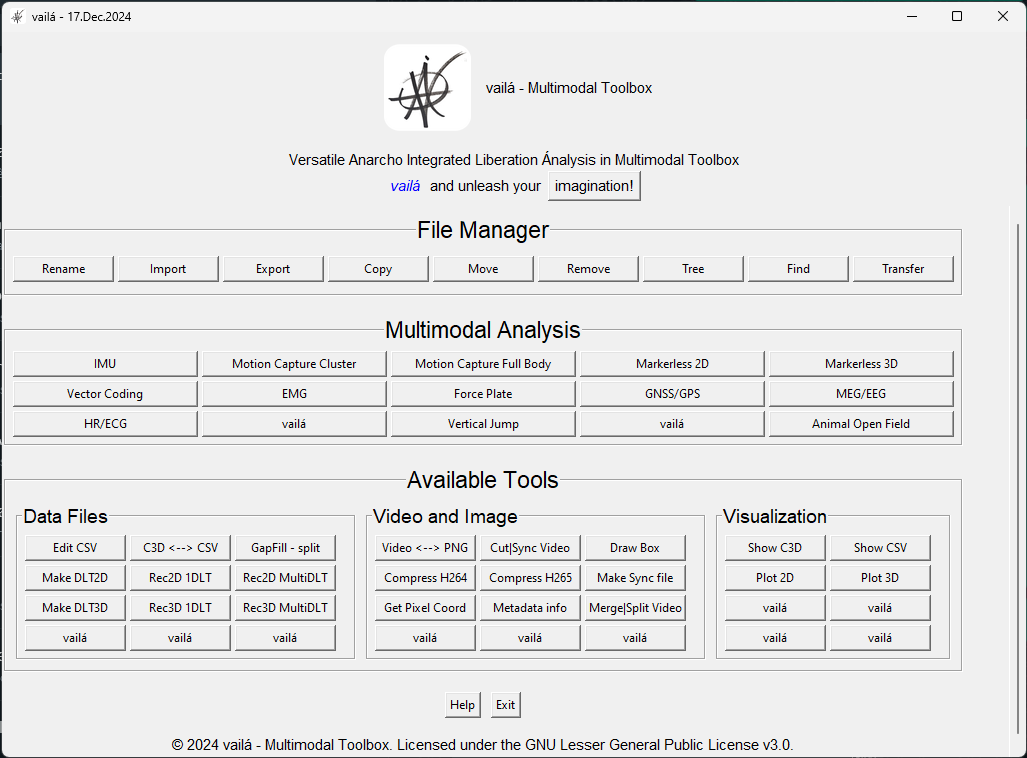 vailá - 17.Dec.2024
vailá - Multimodal Toolbox
Versatile Anarcho Integrated Liberation Ánalysis in Multimodal Toolbox
vailá and unleash your imagination!
File Manager
Rename Import Export Copy Move Remove Tree Find Transfer
Multimodal Analysis
IMU Motion Capture Cluster Motion Capture Full Body Markerless 2D Markerless 3D
Vector Coding EMG Force Plate GNSS/GPS MEG/EEG
HR/ECG vailá Vertical Jump vailá Animal Open Field
Available Tools
Data Files
Edit CSV C3D <--> CSV GapFill - split
Make DLT2D Rec2D 1DLT Rec2D MultiDLT
Make DLT3D Rec3D 1DLT Rec3D MultiDLT
vailá vailá vailá
Video and Image
Video <--> PNG Cut|Sync Video Draw Box
Compress H264 Compress H265 Make Sync file
Get Pixel Coord Metadata info Merge|Split Video
vailá vailá vailá
Visualization
Show C3D Show CSV
Plot 2D Plot 3D
vailá vailá
vailá vailá
Help Exit
© 2024 vailá - Multimodal Toolbox. Licensed under the GNU Lesser General Public License v3.0.